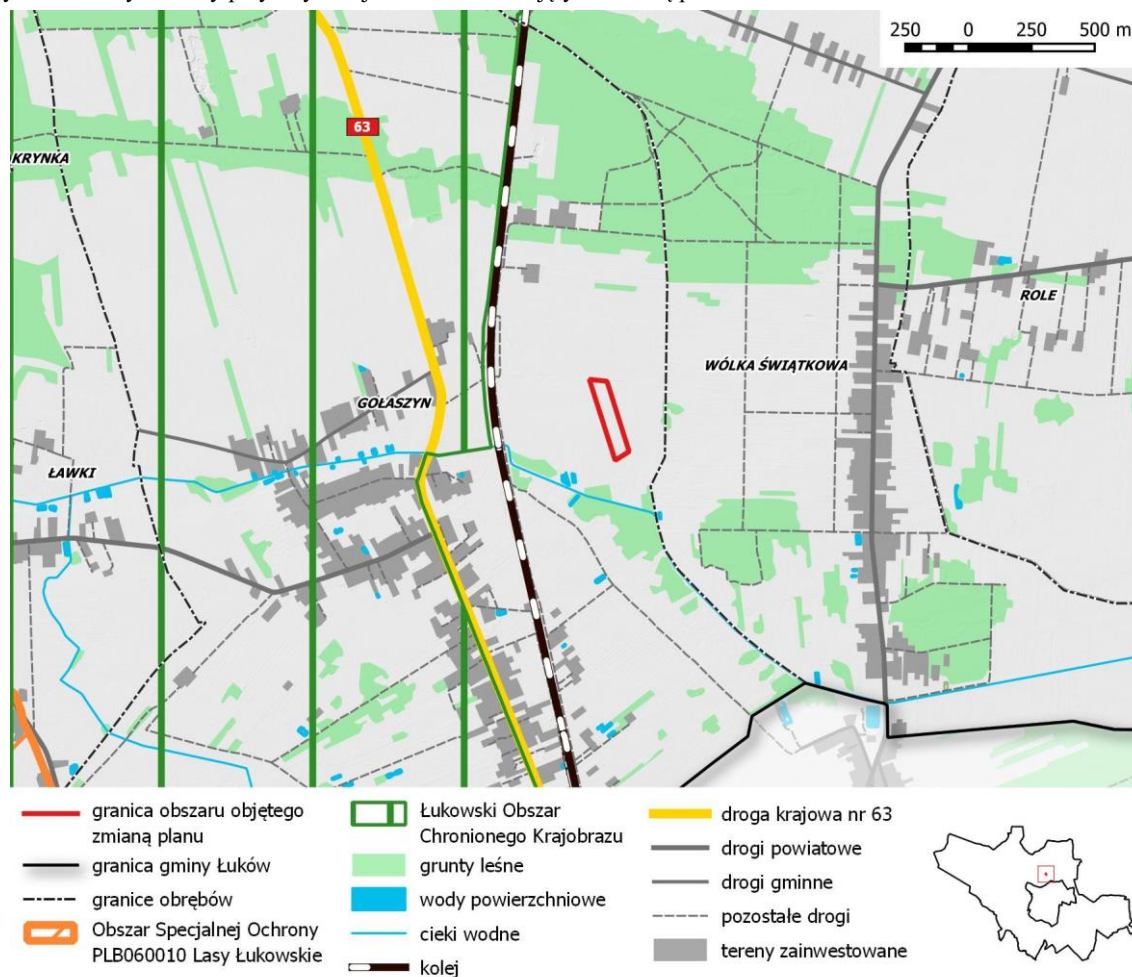 250 0 250 500 m
63
KRYNKA
ROLE
WÓLKA ŚWIĄTKOWA
GOŁASZYN
ŁAWKI
granica obszaru objętego
zmianą planu
granica gminy Łuków
granice obrębów
Obszar Specjalnej Ochrony
PLB060010 Lasy Łukowskie
Łukowski Obszar
Chronionego Krajobrazu
grunty leśne
wody powierzchniowe
cieki wodne
kolej
droga krajowa nr 63
drogi powiatowe
drogi gminne
pozostałe drogi
tereny zainwestowane